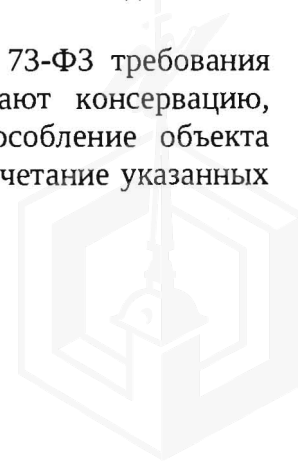 73-ФЗ требования
ают консервацию,
особление объекта
четание указанных